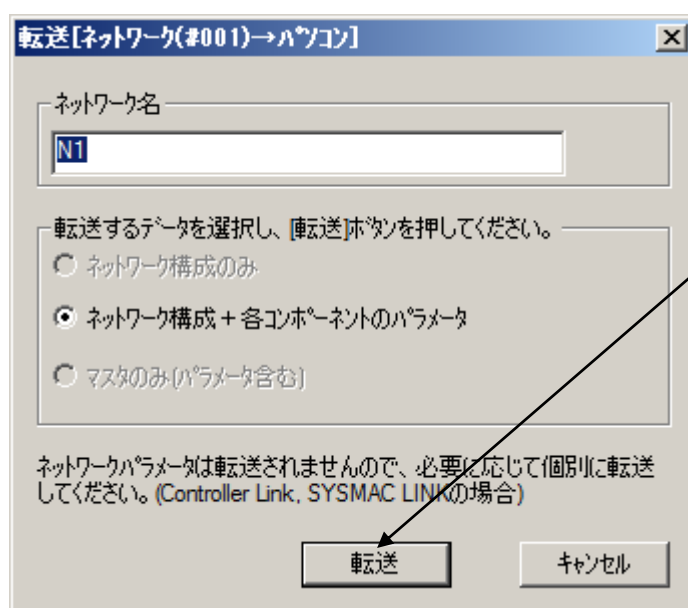 転送[ネットワーク(#001)→パソコン]
ネットワーク名
N1
転送するデータを選択し、[転送]ボタンを押してください。
ネットワーク構成のみ
ネットワーク構成 + 各コンポーネントのパラメータ
マスタのみ(パラメータ含む)
ネットワークパラメータは転送されませんので、必要に応じて個別に転送
してください。(Controller Link, SYSMAC LINKの場合)
転送
キャンセル